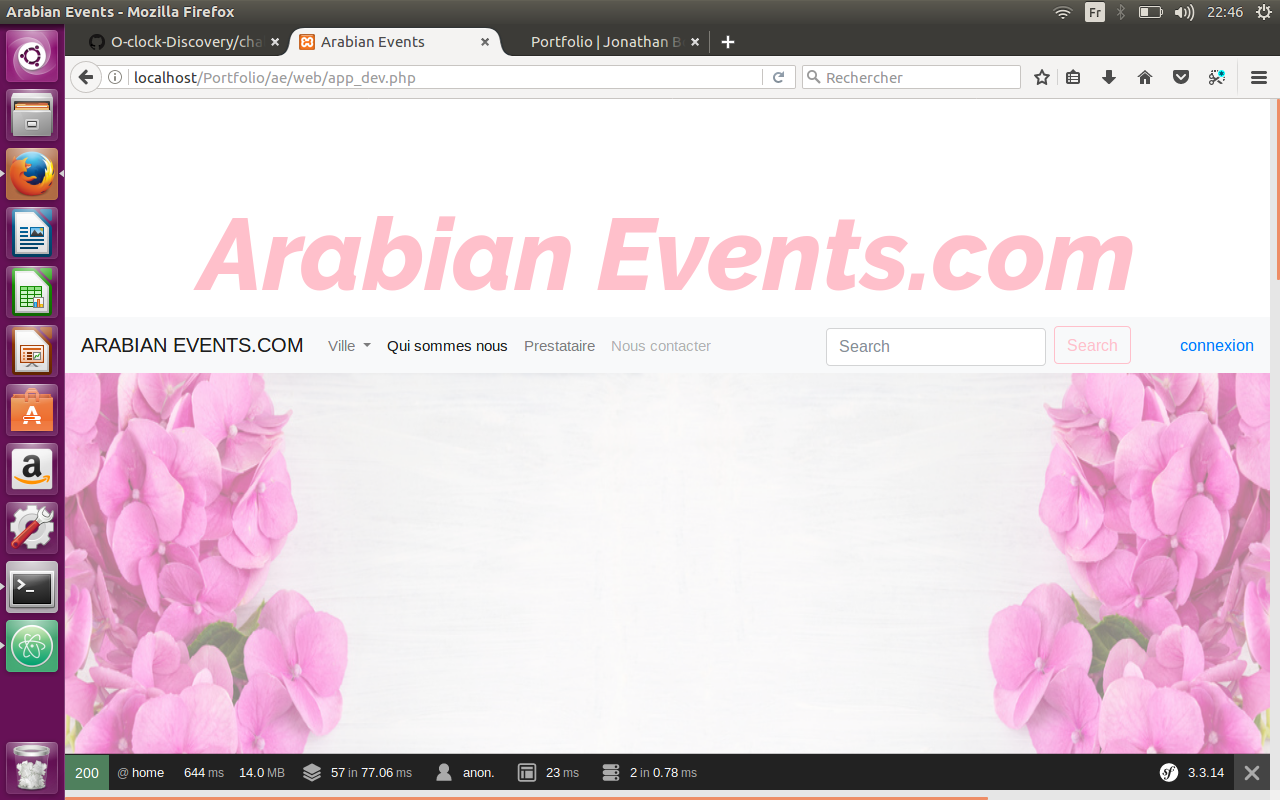 Arabian Events - Mozilla Firefox
Fr
22:46
O-clock-Discovery/cha
Arabian Events
Portfolio | Jonathan B
localhost/Portfolio/ae/web/app_dev.php
Rechercher
Arabian Events.com
ARABIAN EVENTS.COM
Ville
Qui sommes nous
Prestataire
Nous contacter
Search
Search
connexion
200
@ home
644 ms
14.0 MB
57 in 77.06 ms
anon.
23 ms
2 in 0.78 ms
sf
3.3.14